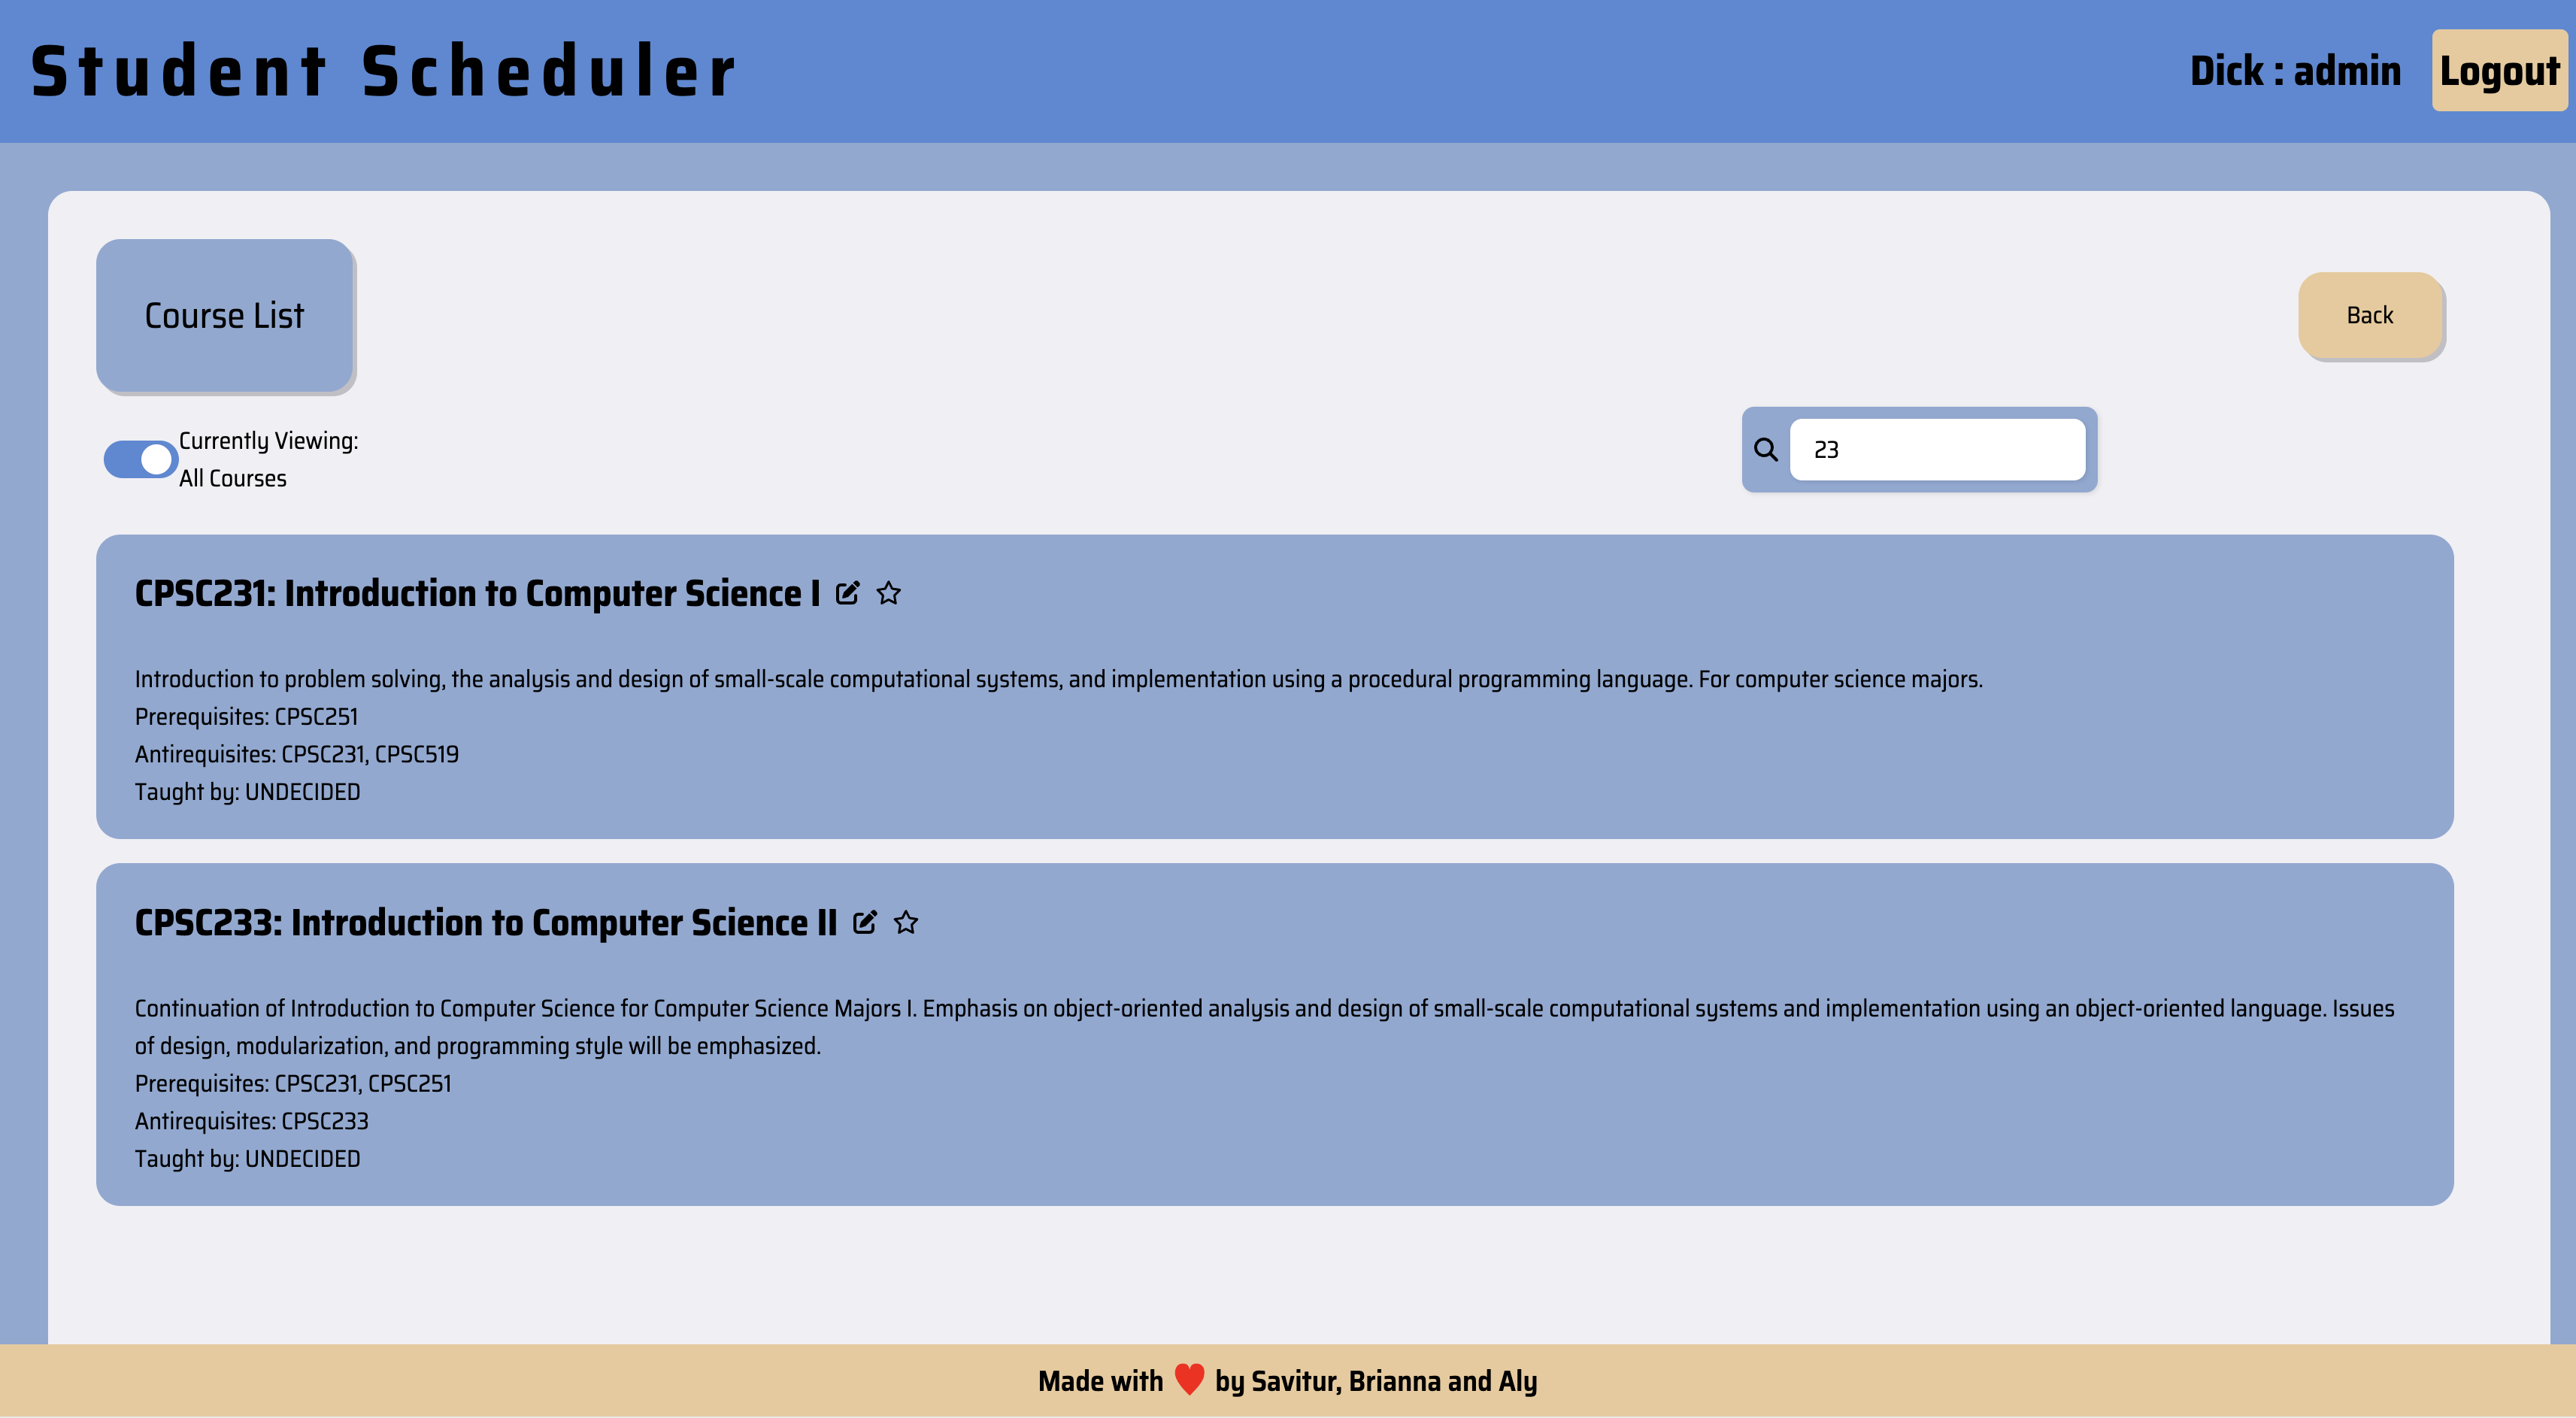 Student Scheduler
Dick : admin
Logout
Course List
Back
Currently Viewing:
All Courses
23
CPSC231: Introduction to Computer Science I
Introduction to problem solving, the analysis and design of small-scale computational systems, and implementation using a procedural programming language. For computer science majors.
Prerequisites: CPSC251
Antirequisites: CPSC231, CPSC519
Taught by: UNDECIDED
CPSC233: Introduction to Computer Science II
Continuation of Introduction to Computer Science for Computer Science Majors I. Emphasis on object-oriented analysis and design of small-scale computational systems and implementation using an object-oriented language. Issues
of design, modularization, and programming style will be emphasized.
Prerequisites: CPSC231, CPSC251
Antirequisites: CPSC233
Taught by: UNDECIDED
Made with ❤️ by Savitur, Brianna and Aly